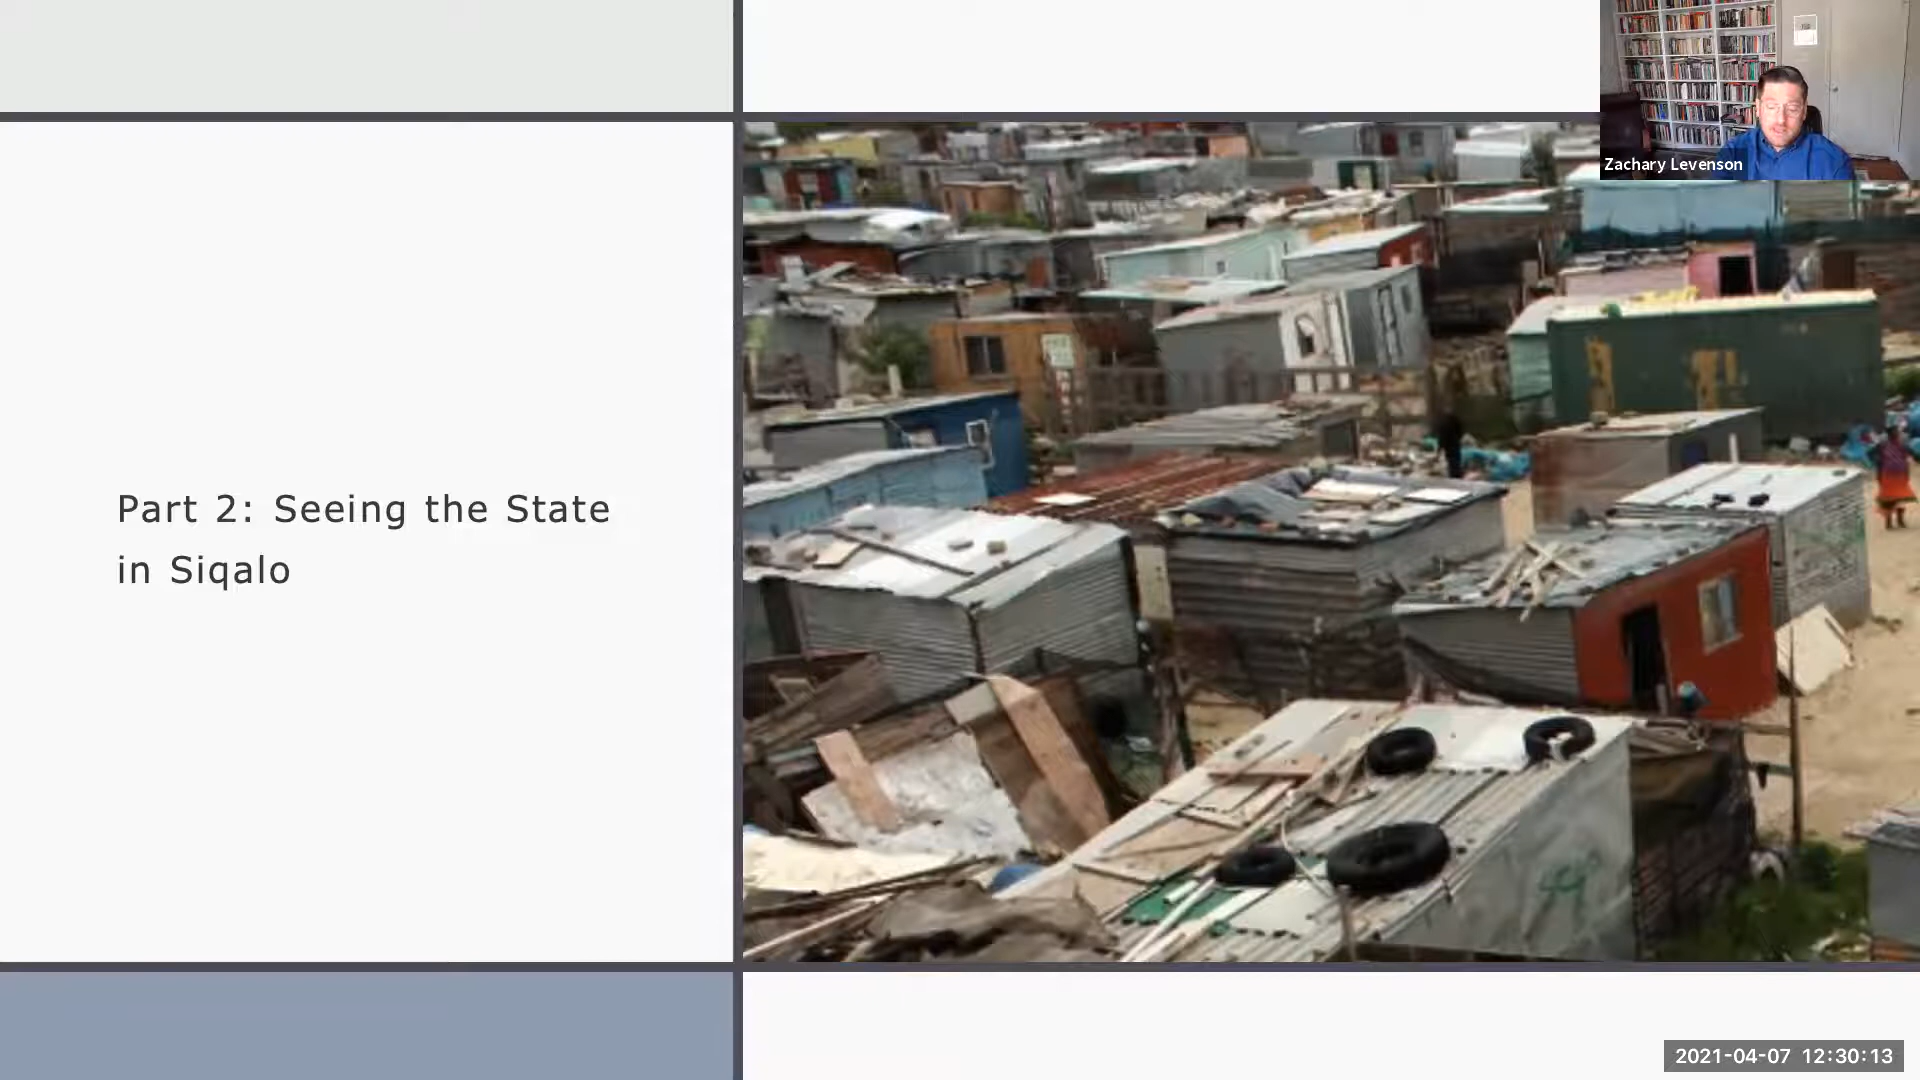 Zachary Levenson
Part 2: Seeing the State
in Siqalo
2021-04-07 12:30:13